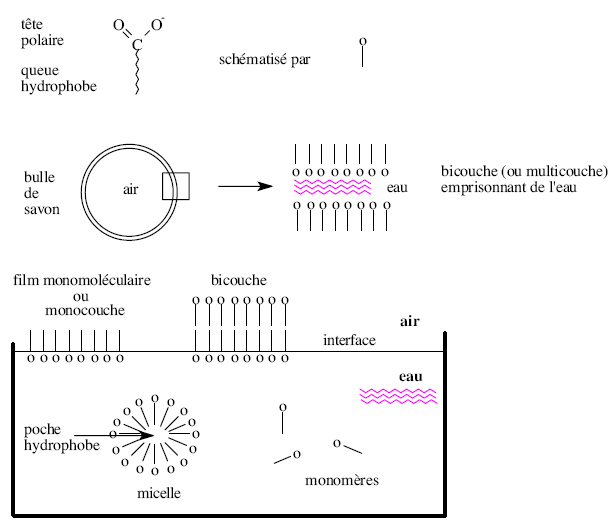 tête
polaire
O O-
C
queue
hydrophobe
schématisé par
bulle
de
savon
air
eau
bicouche (ou multicouche)
emprisonnant de l'eau
film monomoléculaire
ou
monocouche
bicouche
air
interface
eau
poche
hydrophobe
micelle
monomères